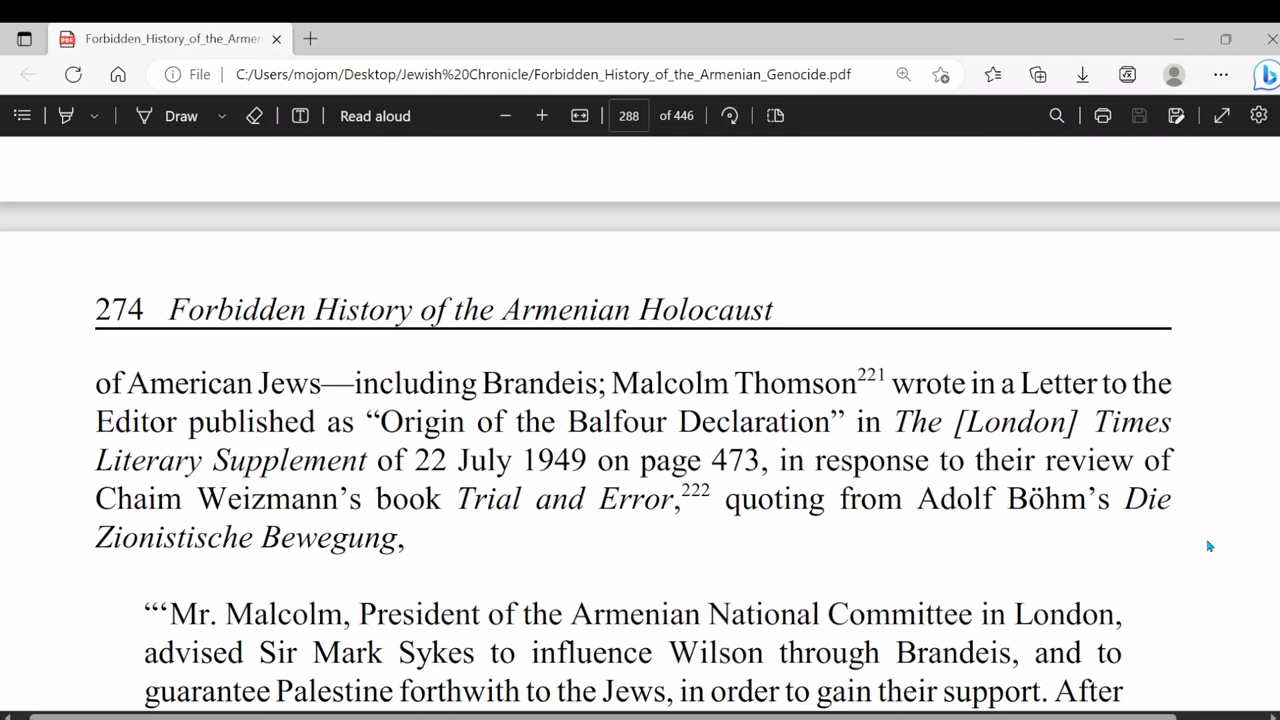 Forbidden_History_of_the_Armen
File C:/Users/mojom/Desktop/Jewish%20Chronicle/Forbidden_History_of_the_Armenian_Genocide.pdf
Draw Read aloud 288 of 446
274 Forbidden History of the Armenian Holocaust
of American Jews—including Brandeis; Malcolm Thomson221 wrote in a Letter to the
Editor published as “Origin of the Balfour Declaration” in The [London] Times
Literary Supplement of 22 July 1949 on page 473, in response to their review of
Chaim Weizmann’s book Trial and Error,222 quoting from Adolf Böhm’s Die
Zionistische Bewegung,
“‘Mr. Malcolm, President of the Armenian National Committee in London,
advised Sir Mark Sykes to influence Wilson through Brandeis, and to
guarantee Palestine forthwith to the Jews, in order to gain their support. After